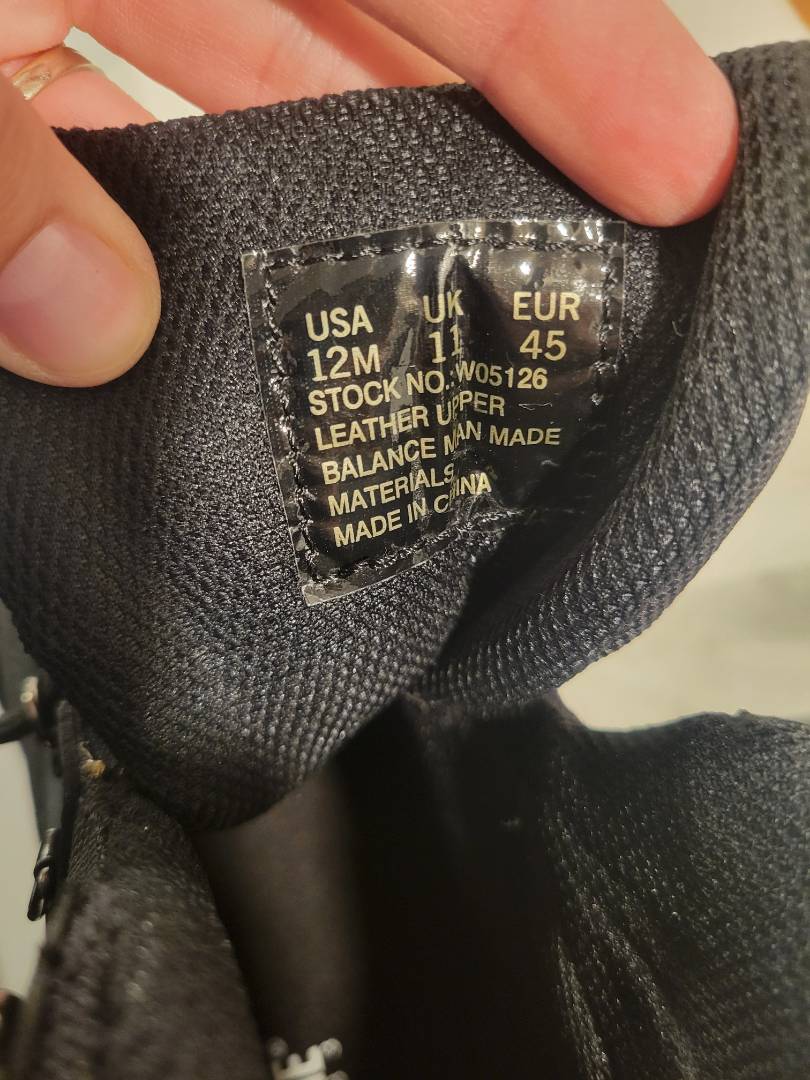 USA UK EUR
12M 11 45
STOCK NO.:W05126
LEATHER UPPER
BALANCE MAN MADE
MATERIALS
MADE IN CHINA